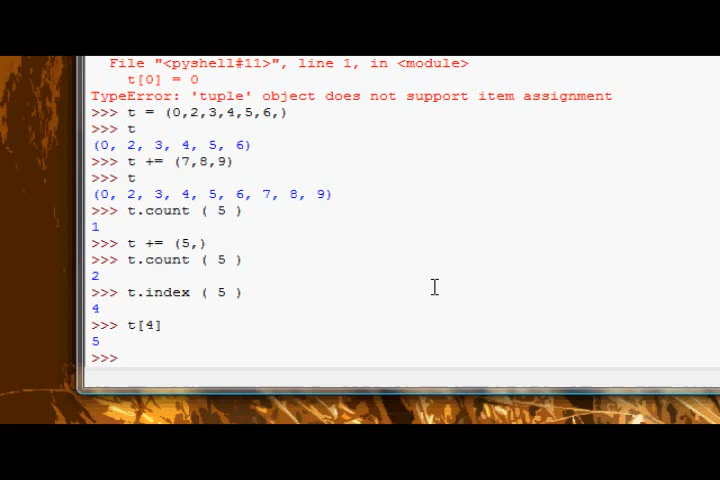 File "<pyshell#11>", line 1, in <module>
t[0] = 0
TypeError: 'tuple' object does not support item assignment
>>> t = (0,2,3,4,5,6,)
>>> t
(0, 2, 3, 4, 5, 6)
>>> t += (7,8,9)
>>> t
(0, 2, 3, 4, 5, 6, 7, 8, 9)
>>> t.count ( 5 )
1
>>> t += (5,)
>>> t.count ( 5 )
2
>>> t.index ( 5 )
4
>>> t[4]
5
>>>